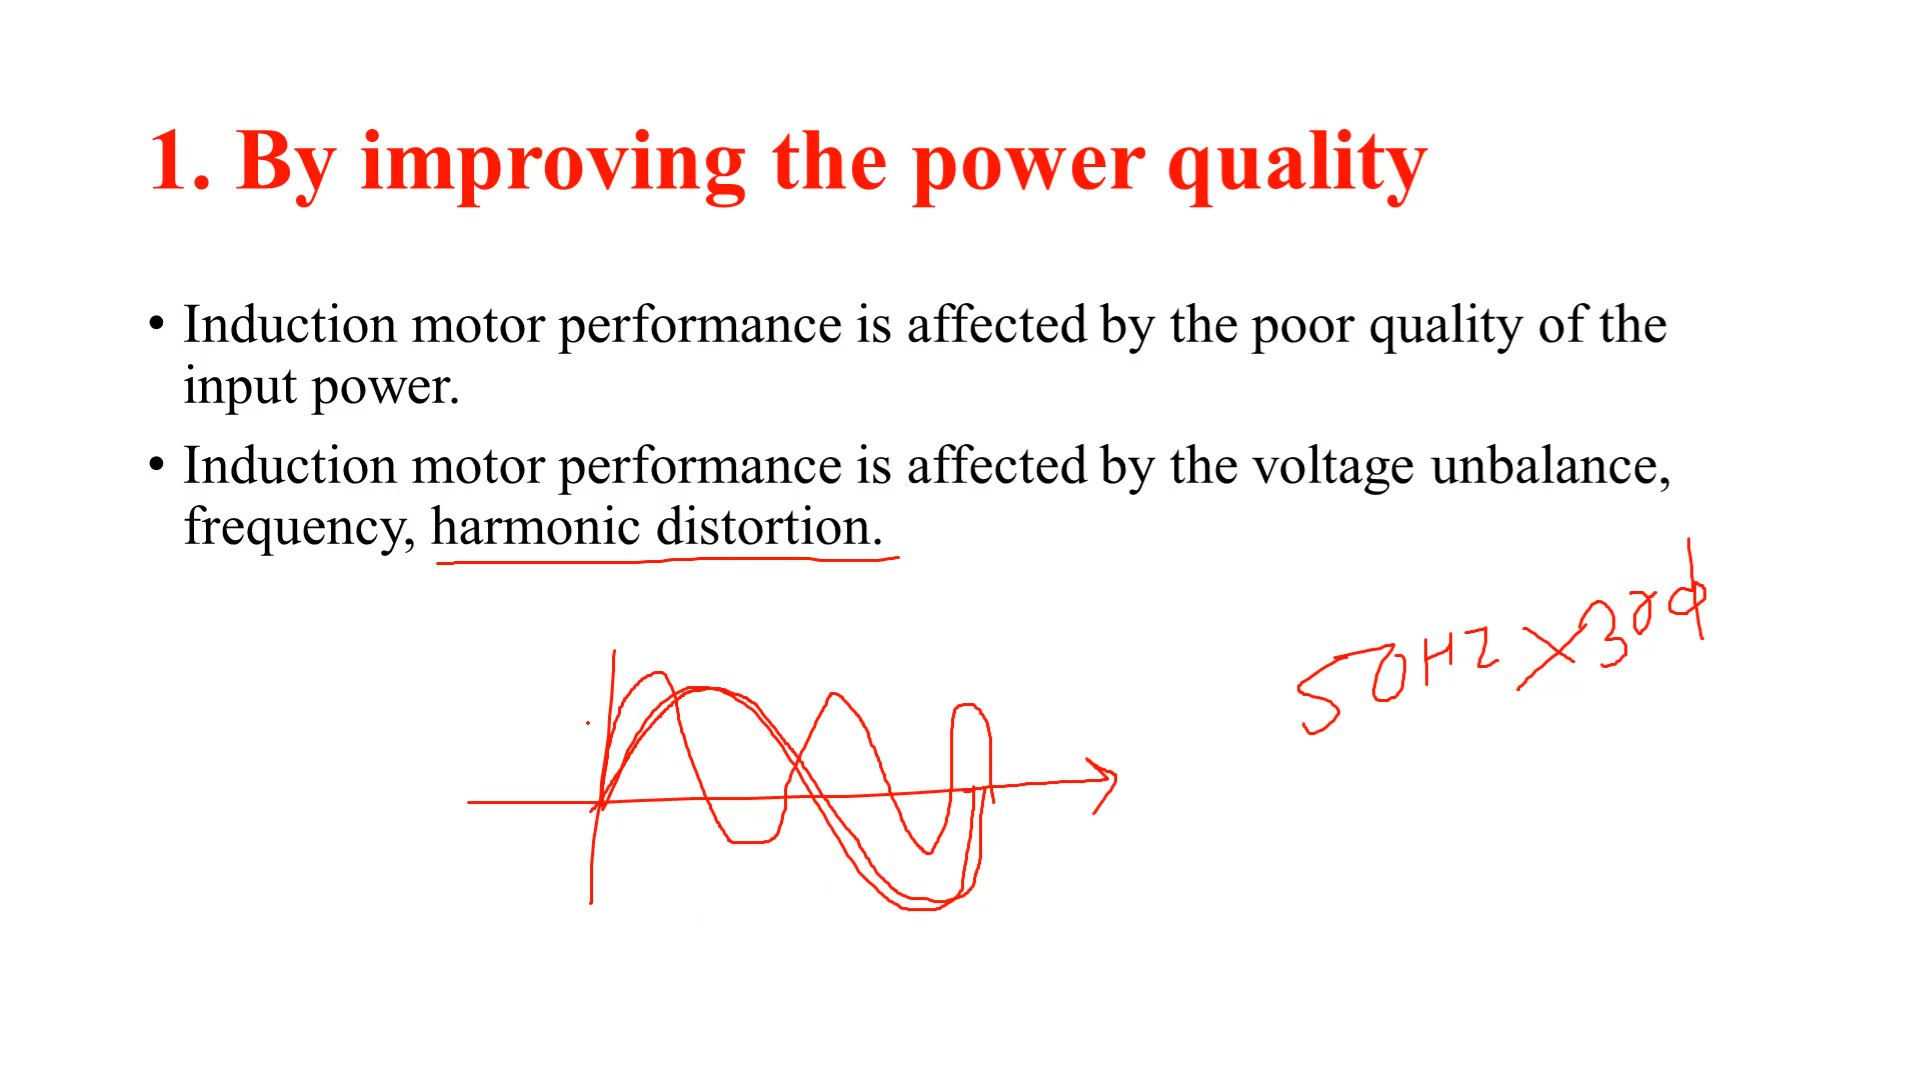 1. By improving the power quality
• Induction motor performance is affected by the poor quality of the
input power.
• Induction motor performance is affected by the voltage unbalance,
frequency, harmonic distortion.
50HZ×3rd